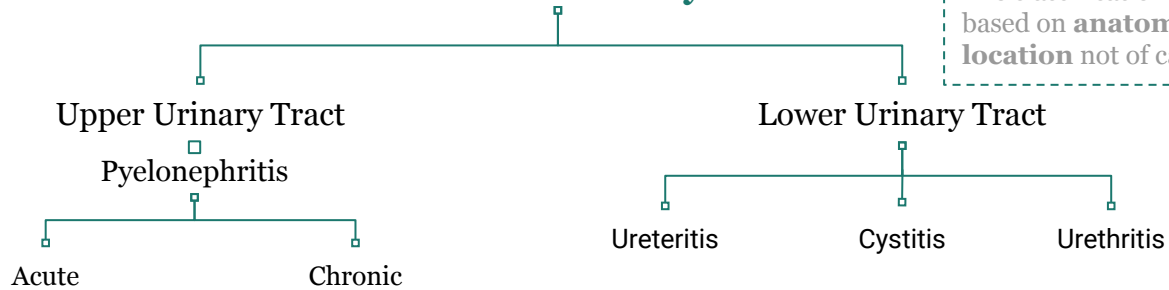 based on anatom
location not of ca
Upper Urinary Tract
Lower Urinary Tract
Pyelonephritis
Ureteritis
Cystitis
Urethritis
Acute
Chronic